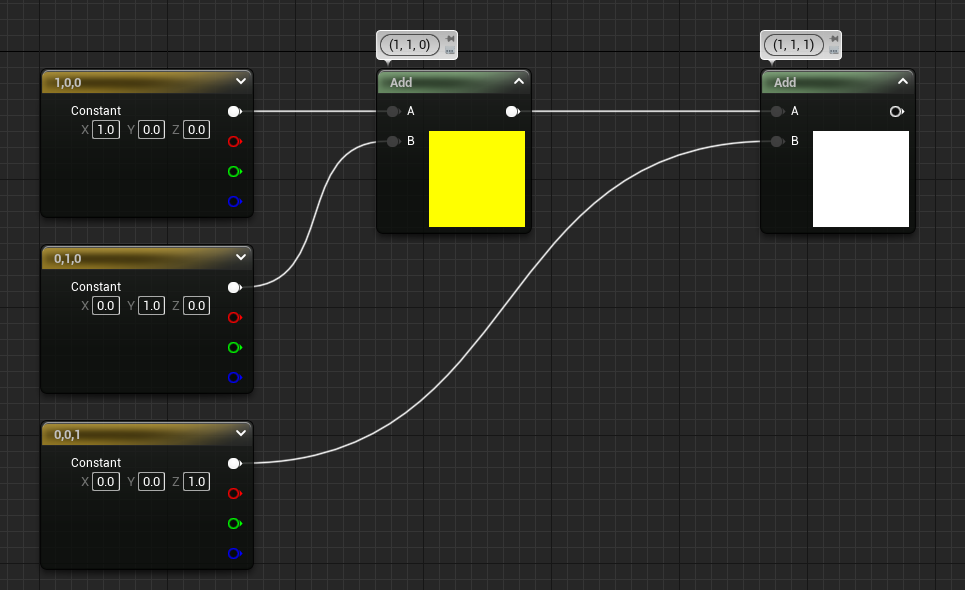 (1, 1, 0)
(1, 1, 1)
1,0,0
Constant
X 1.0 Y 0.0 Z 0.0
Add
A
B
Add
A
B
0,1,0
Constant
X 0.0 Y 1.0 Z 0.0
0,0,1
Constant
X 0.0 Y 0.0 Z 1.0